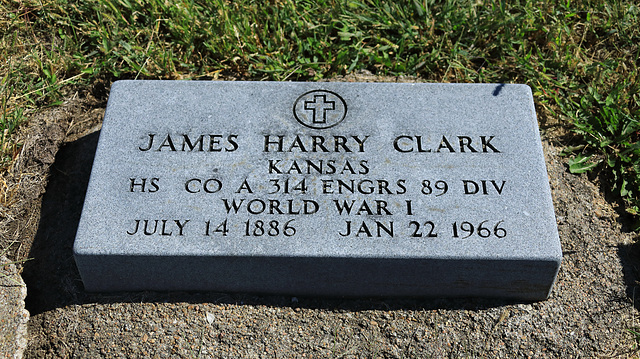 JAMES HARRY CLARK
KANSAS
HS CO A 314 ENGRS 89 DIV
WORLD WAR I
JULY 14 1886 JAN 22 1966